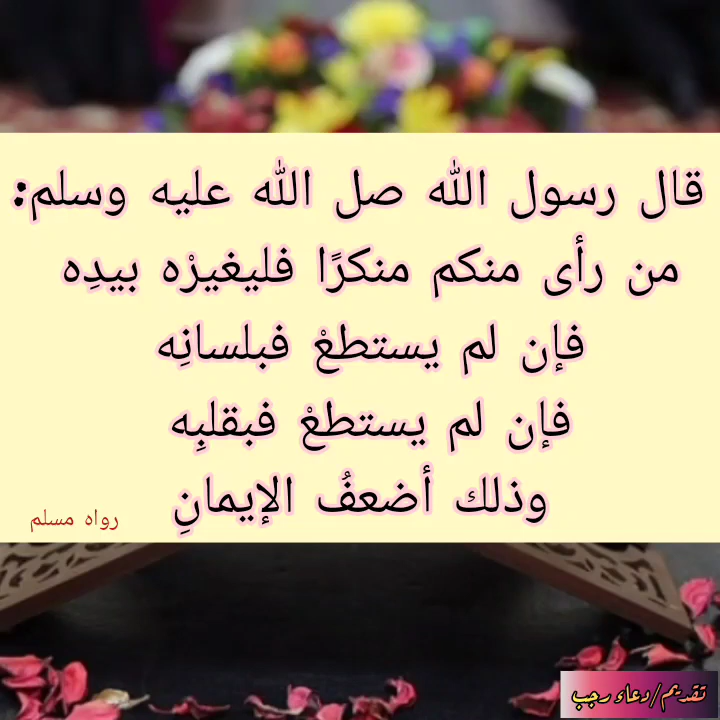 قال رسول الله صل الله عليه وسلم:
من رأى منكم منكرًا فليغيرْه بيدِه
فإن لم يستطعْ فبلسانِه
فإن لم يستطعْ فبقلبِه
وذلك أضعفُ الإيمانِ
رواه مسلم
تقديم/دعاء رجب